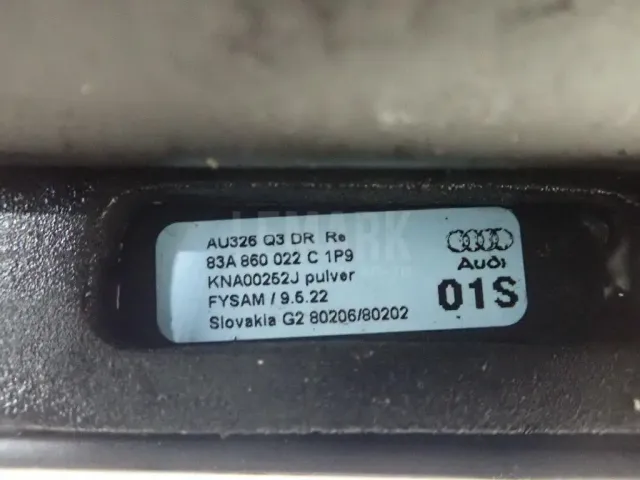 AU326 Q3 DR Re
83A 860 022 C 1P9
KNA00252J pulver
FYSAM / 9.5.22
Slovakia G2 80206/80202
Audi
01S
LEMARK